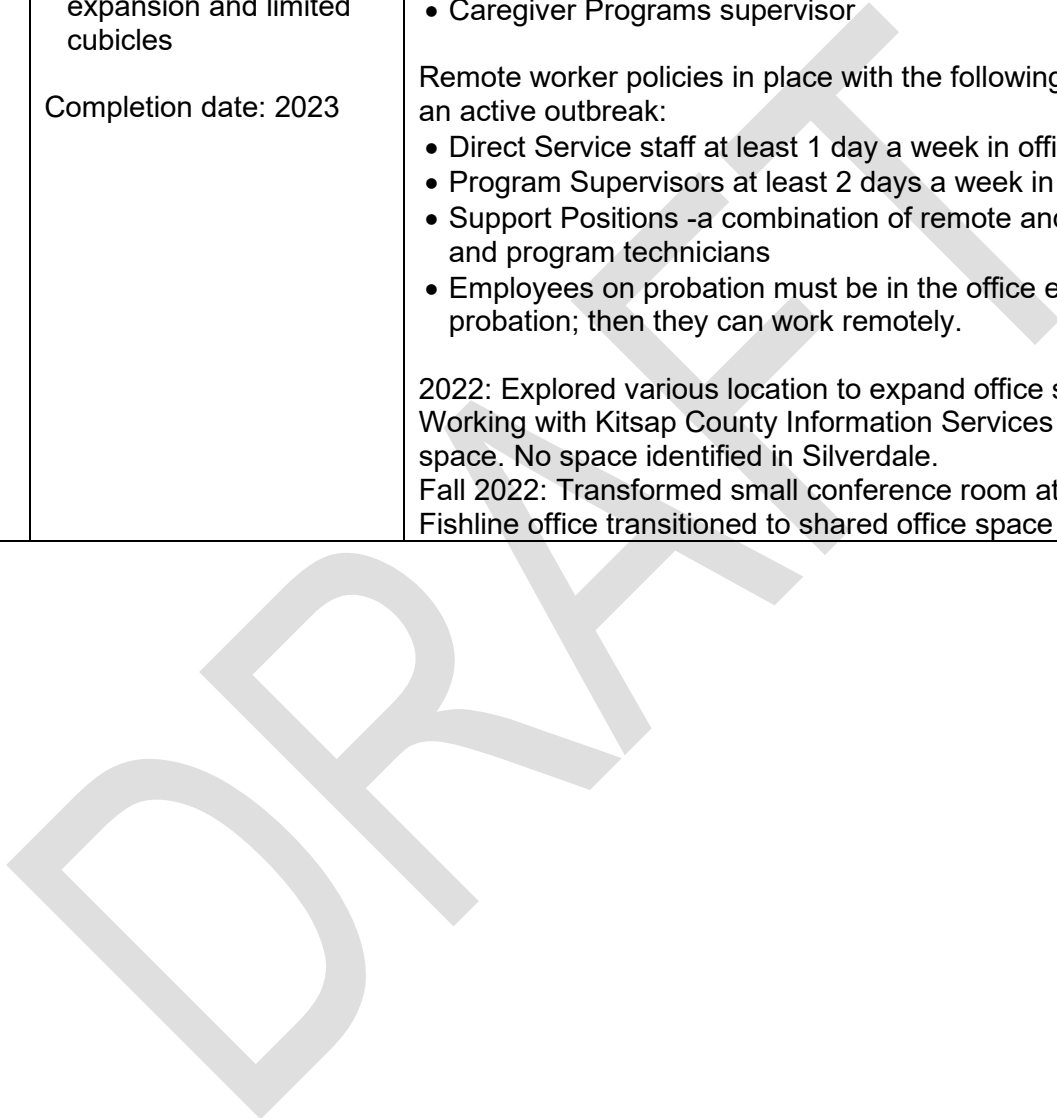 expansion and limited
cubicles
Completion date: 2023
• Caregiver Programs supervisor
Remote worker policies in place with the following
an active outbreak:
• Direct Service staff at least 1 day a week in offi
• Program Supervisors at least 2 days a week in
• Support Positions -a combination of remote and
and program technicians
• Employees on probation must be in the office e
probation; then they can work remotely.
2022: Explored various location to expand office s
Working with Kitsap County Information Services
space. No space identified in Silverdale.
Fall 2022: Transformed small conference room at
Fishline office transitioned to shared office space
DRAFT